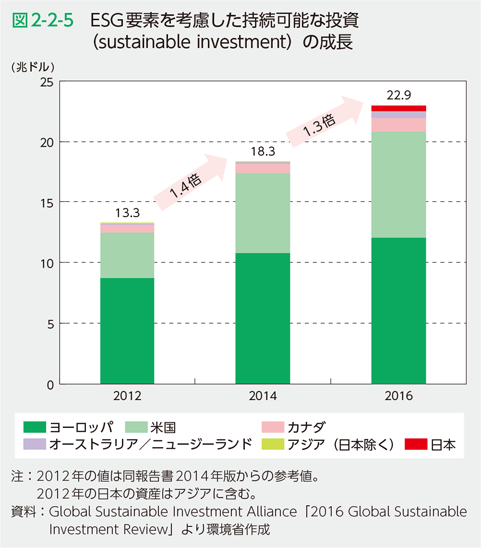 図2-2-5 ESG要素を考慮した持続可能な投資
（sustainable investment）の成長
（兆ドル）
25
20
15
10
5
0
13.3
1.4倍
18.3
1.3倍
22.9
2012
2014
2016
ヨーロッパ 米国 カナダ
オーストラリア／ニュージーランド アジア（日本除く） 日本
注：2012年の値は同報告書2014年版からの参考値。
2012年の日本の資産はアジアに含む。
資料：Global Sustainable Investment Alliance「2016 Global Sustainable
Investment Review」より環境省作成